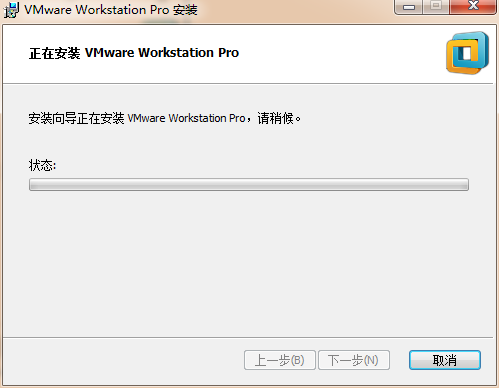 VMware Workstation Pro 安装
正在安装 VMware Workstation Pro
安装向导正在安装 VMware Workstation Pro，请稍候。
状态:
上一步(B) 下一步(N) 取消